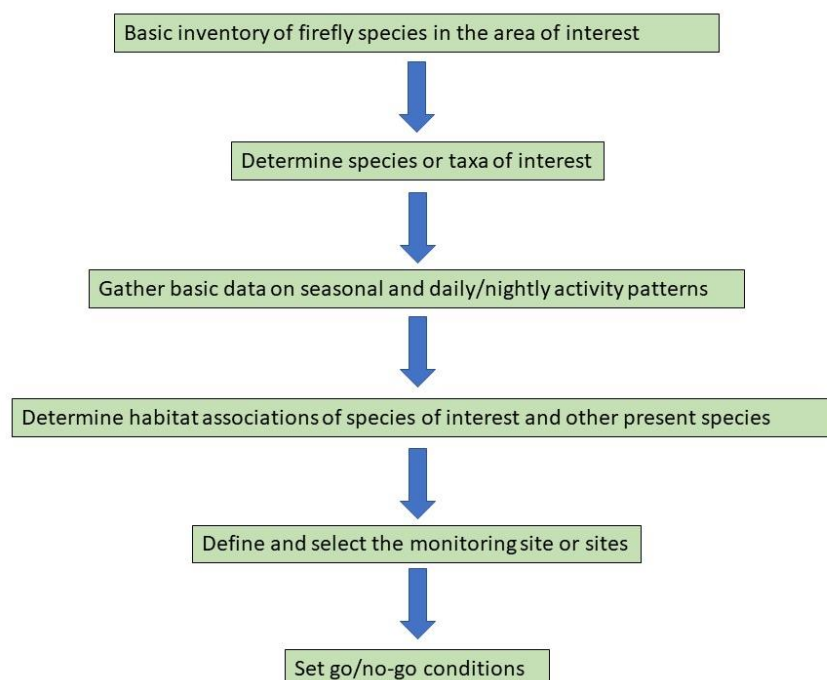 Basic inventory of firefly species in the area of interest
Determine species or taxa of interest
Gather basic data on seasonal and daily/nightly activity patterns
Determine habitat associations of species of interest and other present species
Define and select the monitoring site or sites
Set go/no-go conditions